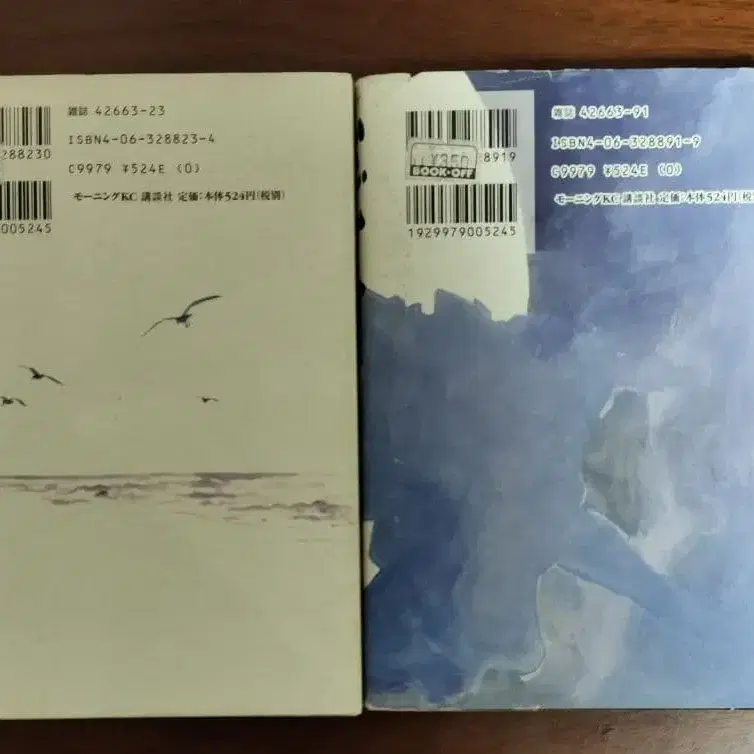 雑誌 42663-23
ISBN4-06-328823-4
C9979 ¥524E (0)
モーニングKC 講談社 定価:本体524円(税別)
288230
005245
雑誌 42663-91
ISBN4-06-328891-9
C9979 ¥524E (0)
モーニングKC 講談社 定価:本体524円(税
¥350
BOOK·OFF
8919
1929979005245